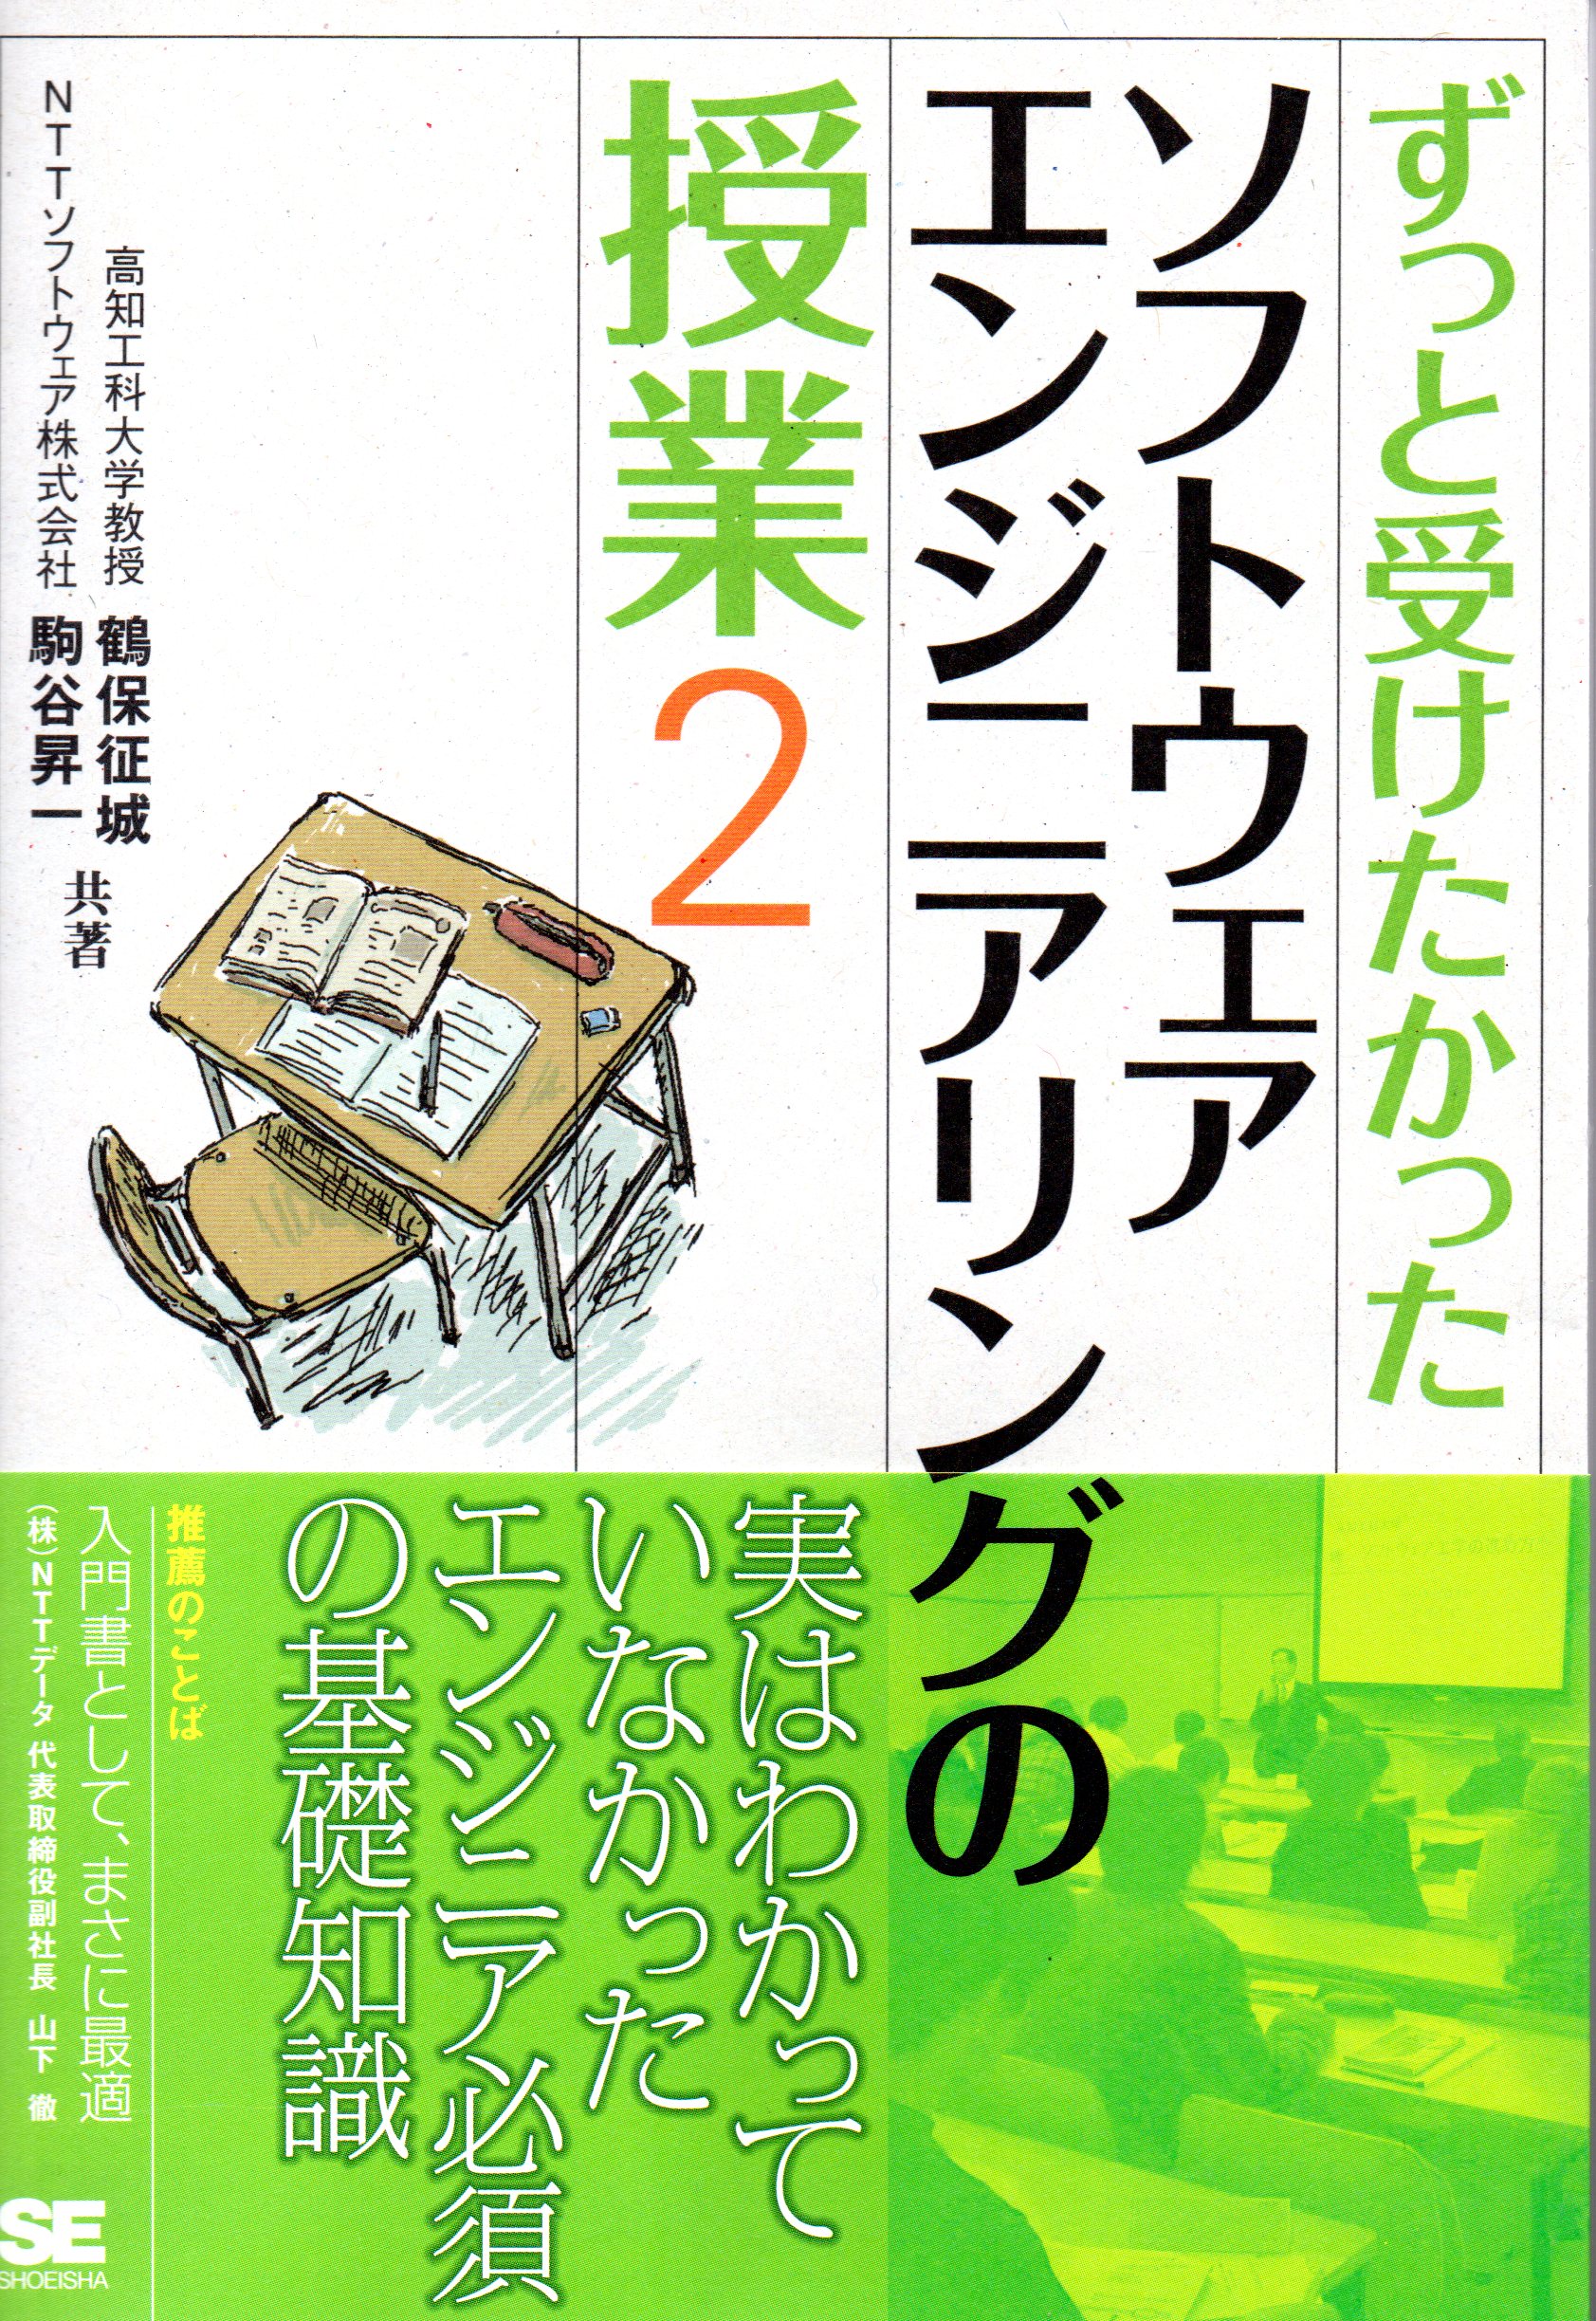 ずっと受けたかった
ソフトウェア
エンジニアリングの
授業2
高知工科大学教授 鶴保征城
NTTソフトウェア株式会社 駒谷昇一
共著
実はわかって
いなかった
エンジニア必須
の基礎知識
推薦のことば
入門書として、まさに最適
(株)NTTデータ 代表取締役副社長 山下 徹
SE
SHOEISHA